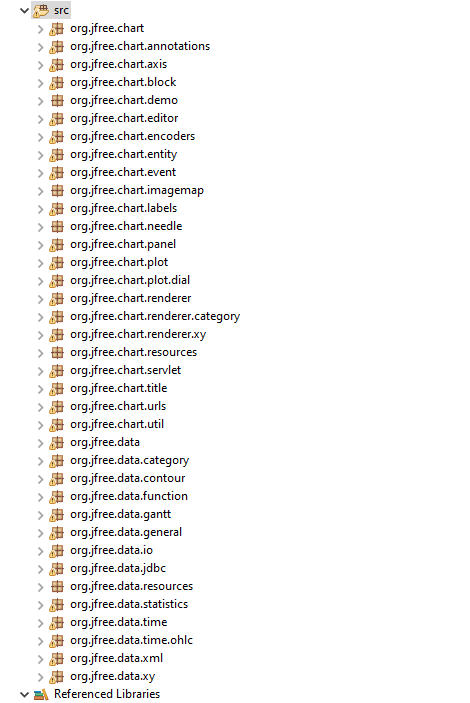 src
org.jfree.chart
org.jfree.chart.annotations
org.jfree.chart.axis
org.jfree.chart.block
org.jfree.chart.demo
org.jfree.chart.editor
org.jfree.chart.encoders
org.jfree.chart.entity
org.jfree.chart.event
org.jfree.chart.imagemap
org.jfree.chart.labels
org.jfree.chart.needle
org.jfree.chart.panel
org.jfree.chart.plot
org.jfree.chart.plot.dial
org.jfree.chart.renderer
org.jfree.chart.renderer.category
org.jfree.chart.renderer.xy
org.jfree.chart.resources
org.jfree.chart.servlet
org.jfree.chart.title
org.jfree.chart.urls
org.jfree.chart.util
org.jfree.data
org.jfree.data.category
org.jfree.data.contour
org.jfree.data.function
org.jfree.data.gantt
org.jfree.data.general
org.jfree.data.io
org.jfree.data.jdbc
org.jfree.data.resources
org.jfree.data.statistics
org.jfree.data.time
org.jfree.data.time.ohlc
org.jfree.data.xml
org.jfree.data.xy
Referenced Libraries